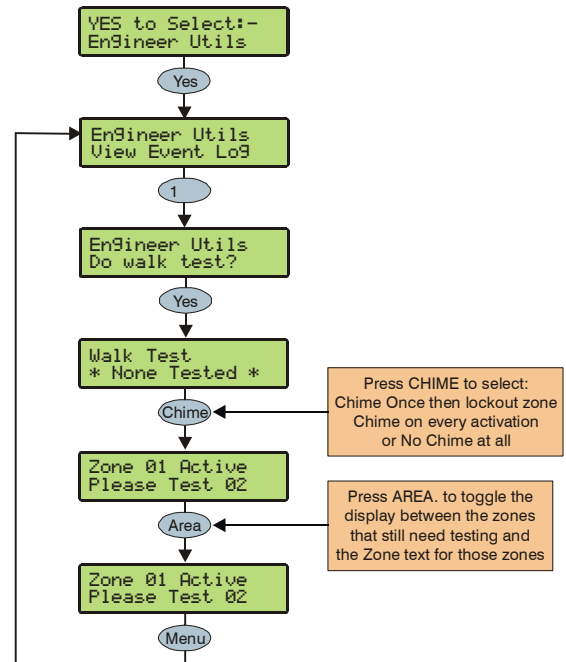 YES to Select:-
Engineer Utils
Yes
Engineer Utils
View Event Log
1
Engineer Utils
Do walk test?
Yes
Walk Test
* None Tested *
Chime
Press CHIME to select:
Chime Once then lockout zone
Chime on every activation
or No Chime at all
Zone 01 Active
Please Test 02
Area
Press AREA. to toggle the
display between the zones
that still need testing and
the Zone text for those zones
Zone 01 Active
Please Test 02
Menu